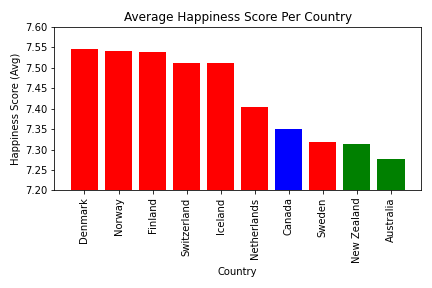 Average Happiness Score Per Country
Happiness Score (Avg)
7.60
7.55
7.50
7.45
7.40
7.35
7.30
7.25
7.20
Denmark
Norway
Finland
Switzerland
Iceland
Netherlands
Canada
Sweden
New Zealand
Australia
Country